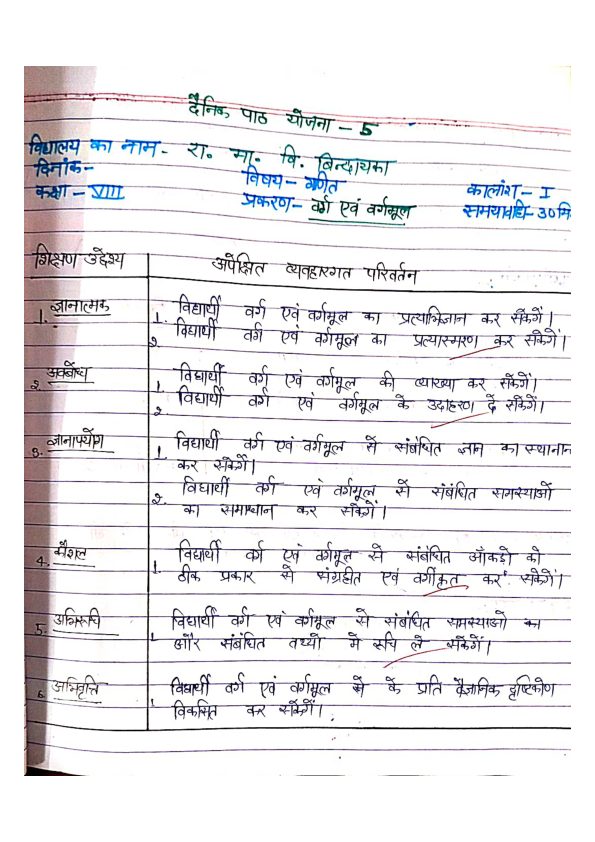 दैनिक पाठ योजना - 5
विद्यालय का नाम - रा. मा. वि. बिन्दायका
दिनांक-
विषय - गणित
कालांश - I
कक्षा - VIII
प्रकरण - वर्ग एवं वर्गमूल
समयावधि - 30 मि
शिक्षण उद्देश्य
अपेक्षित व्यवहारगत परिवर्तन
1. ज्ञानात्मक
1. विद्यार्थी वर्ग एवं वर्गमूल का प्रत्याभिज्ञान कर सकेंगें।
2. विद्यार्थी वर्ग एवं वर्गमूल का प्रत्यास्मरण कर सकेंगें।
2. अवबोध
1. विद्यार्थी वर्ग एवं वर्गमूल की व्याख्या कर सकेंगें।
2. विद्यार्थी वर्ग एवं वर्गमूल के उदाहरण दे सकेंगें।
3. ज्ञानापयोग
1. विद्यार्थी वर्ग एवं वर्गमूल से संबंधित ज्ञान का स्थानान
कर सकेगें।
2. विद्यार्थी वर्ग एवं वर्गमूल से संबंधित समस्याओं
का समाधान कर सकेंगें।
4. कौशल
1. विद्यार्थी वर्ग एवं वर्गमूल से संबंधित आँकडो को
ठीक प्रकार से संग्रहीत एवं वर्गीकृत कर सकेगें।
5. अभिरूचि
1. विद्यार्थी वर्ग एवं वर्गमूल से संबंधित समस्याओ का
और संबंधित तथ्यो मे रूचि ले सकेंगें।
6. अभिवृत्ति
1. विद्यार्थी वर्ग एवं वर्गमूल से के प्रति वैज्ञानिक दृष्टिकोण
विकसित कर सकेंगें।